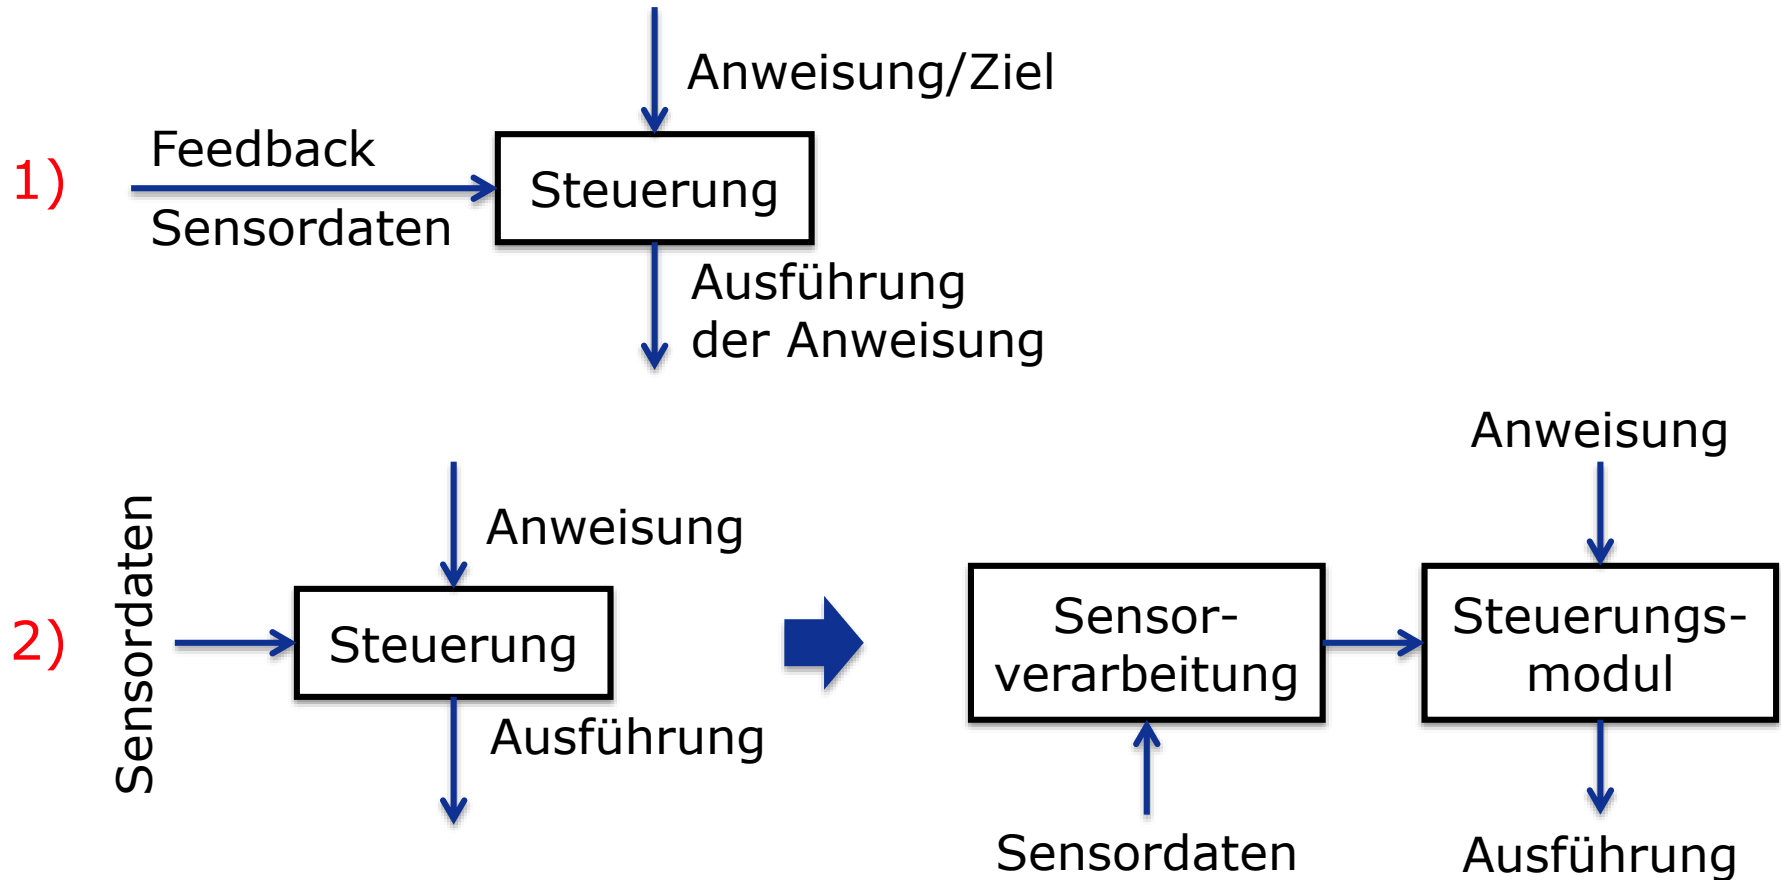 Anweisung/Ziel
1)
Feedback
Sensordaten
Steuerung
Ausführung
der Anweisung
2)
Sensordaten
Anweisung
Steuerung
Ausführung
Anweisung
Sensor-
verarbeitung
Steuerungs-
modul
Sensordaten
Ausführung